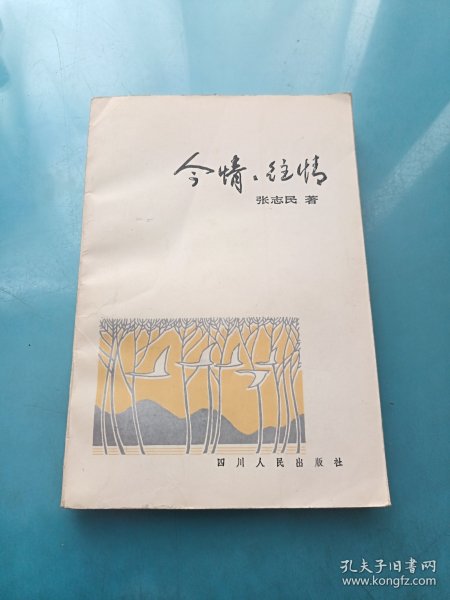 今情、往情
张志民 著
四川人民出版社
孔夫子旧书网
www.kongfz.com